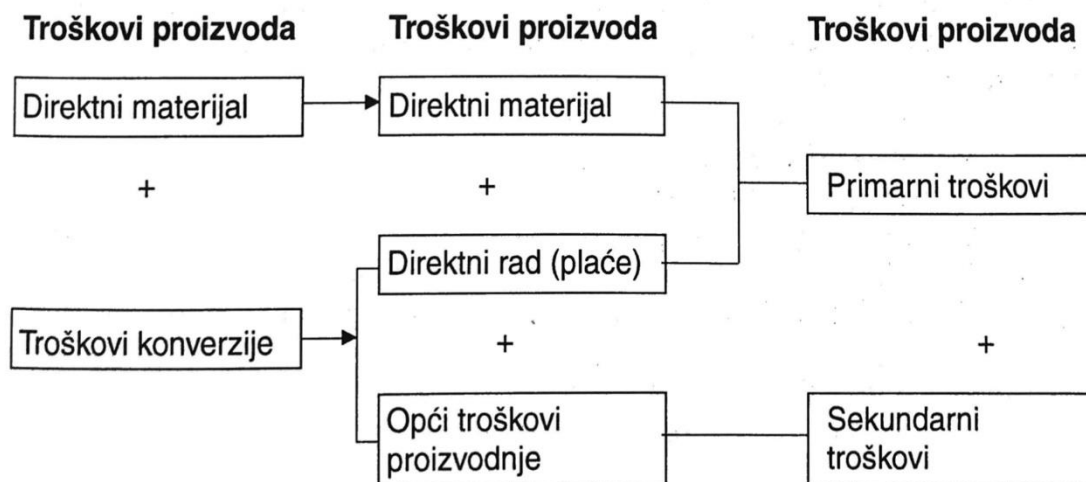 Troškovi proizvoda
Troškovi proizvoda
Troškovi proizvoda
Direktni materijal
Direktni materijal
+
+
Primarni troškovi
Direktni rad (plaće)
Troškovi konverzije
+
+
Opći troškovi
proizvodnje
Sekundarni
troškovi